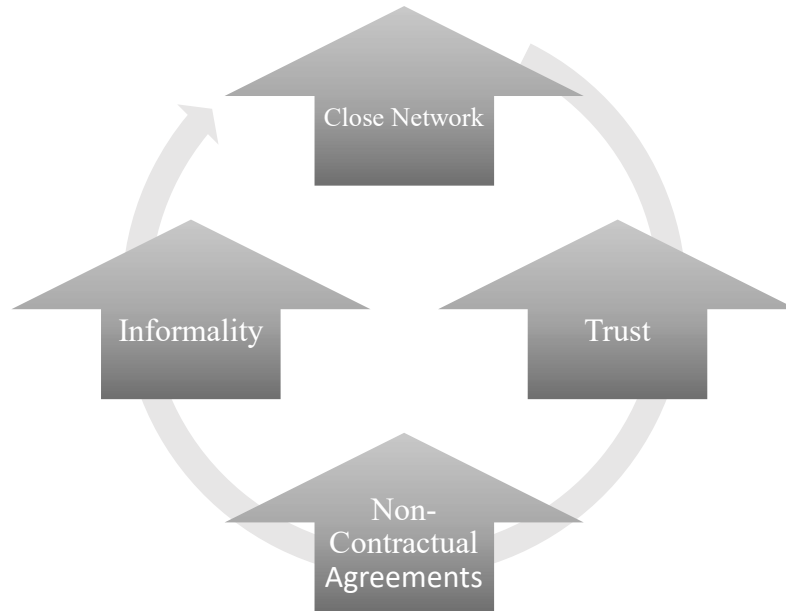 Close Network
Informality
Trust
Non-
Contractual
Agreements